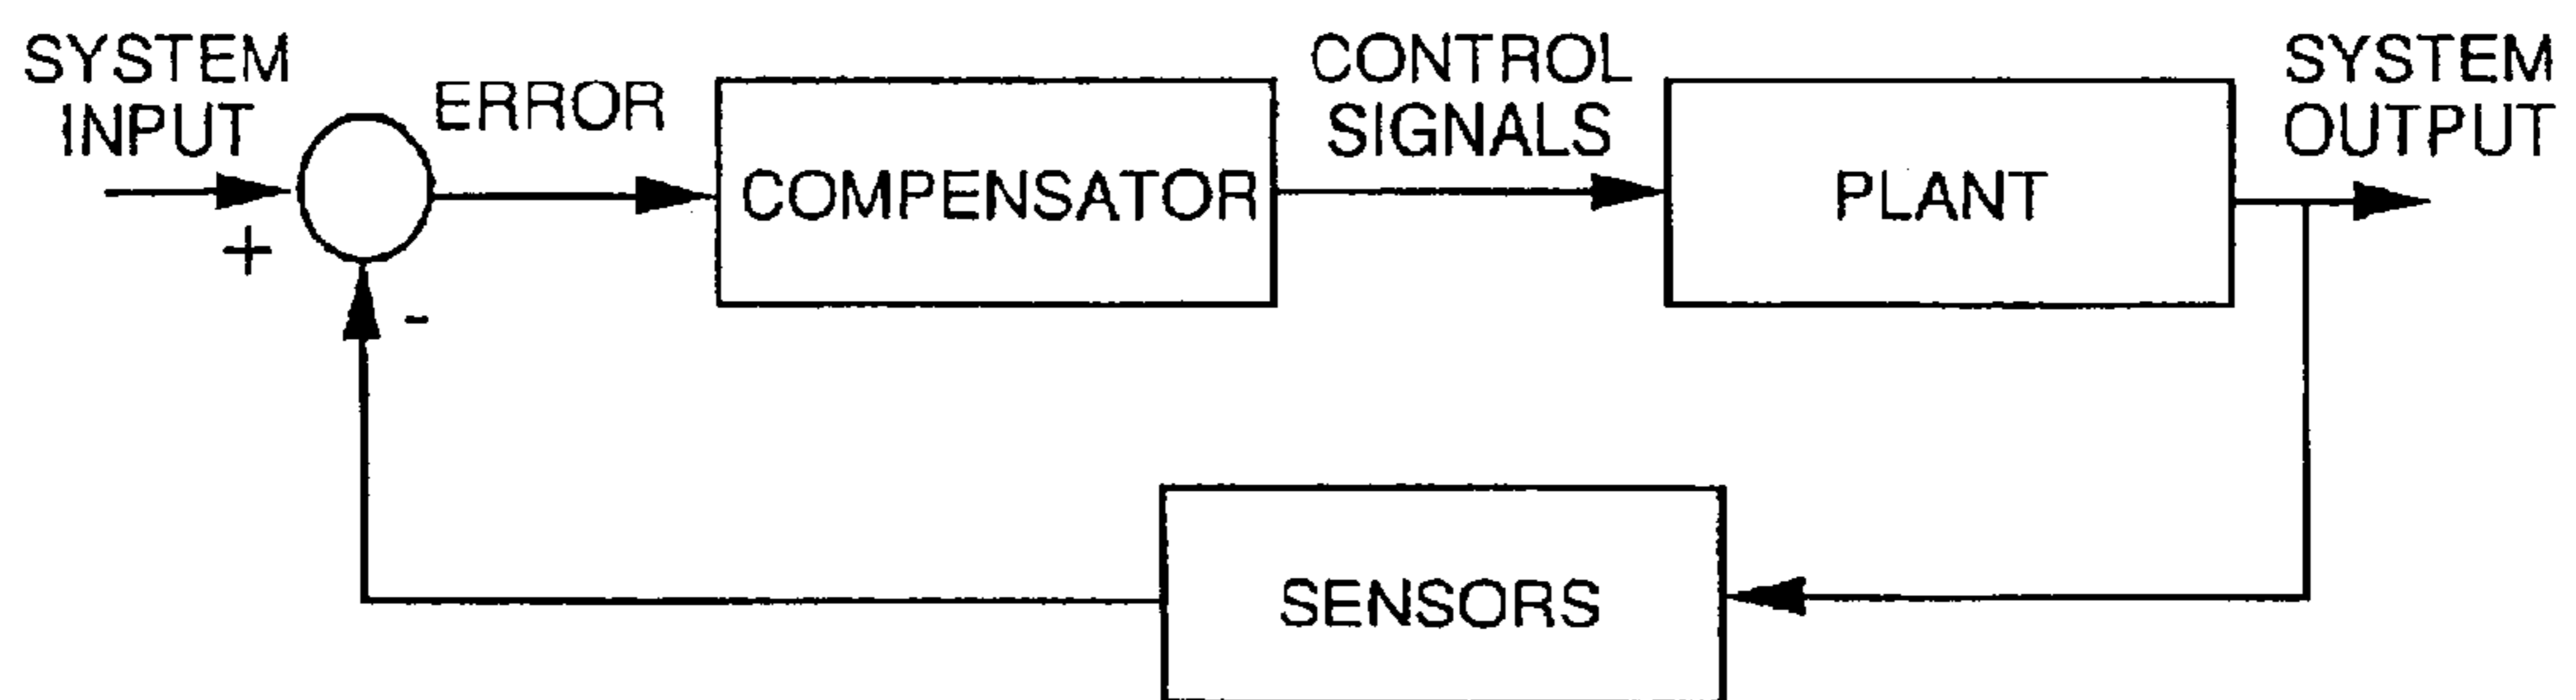 SYSTEM
INPUT
+
-
ERROR
COMPENSATOR
CONTROL
SIGNALS
PLANT
SYSTEM
OUTPUT
SENSORS